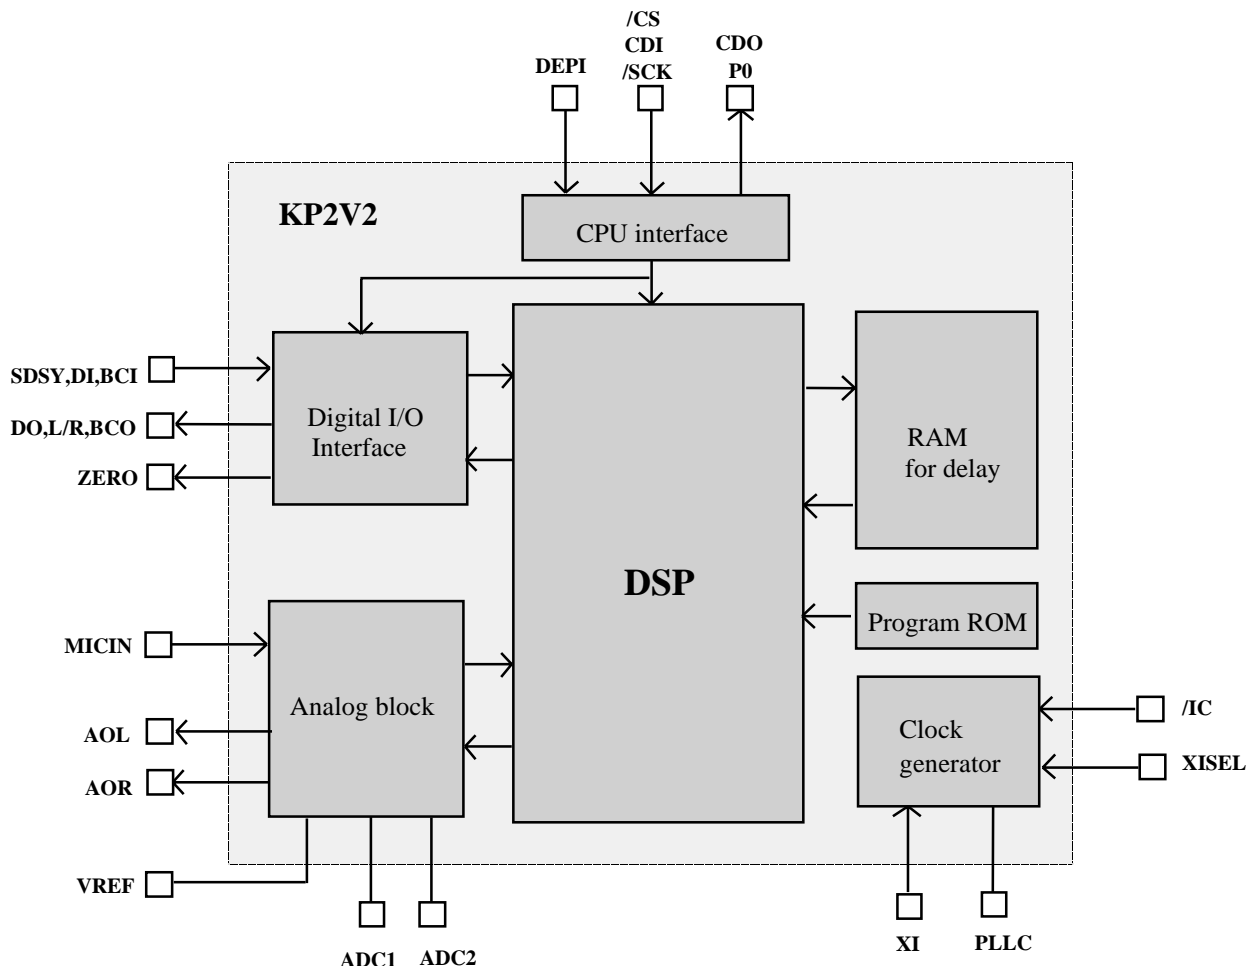 /CS
CDI
/SCK
CDO
P0
DEPI
KP2V2
CPU interface
SDSY,DI,BCI
DO,L/R,BCO
ZERO
Digital I/O
Interface
RAM
for delay
DSP
Program ROM
MICIN
AOL
AOR
Analog block
Clock
generator
/IC
XISEL
VREF
ADC1
ADC2
XI
PLLC